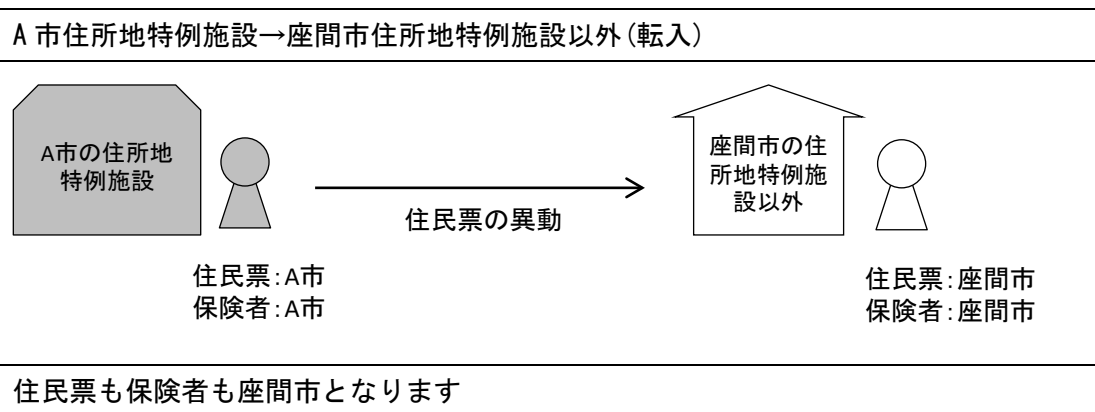 A市住所地特例施設→座間市住所地特例施設以外(転入)
A市の住所地
特例施設
住民票の異動
座間市の住
所地特例施
設以外
住民票:A市
保険者:A市
住民票:座間市
保険者:座間市
住民票も保険者も座間市となります